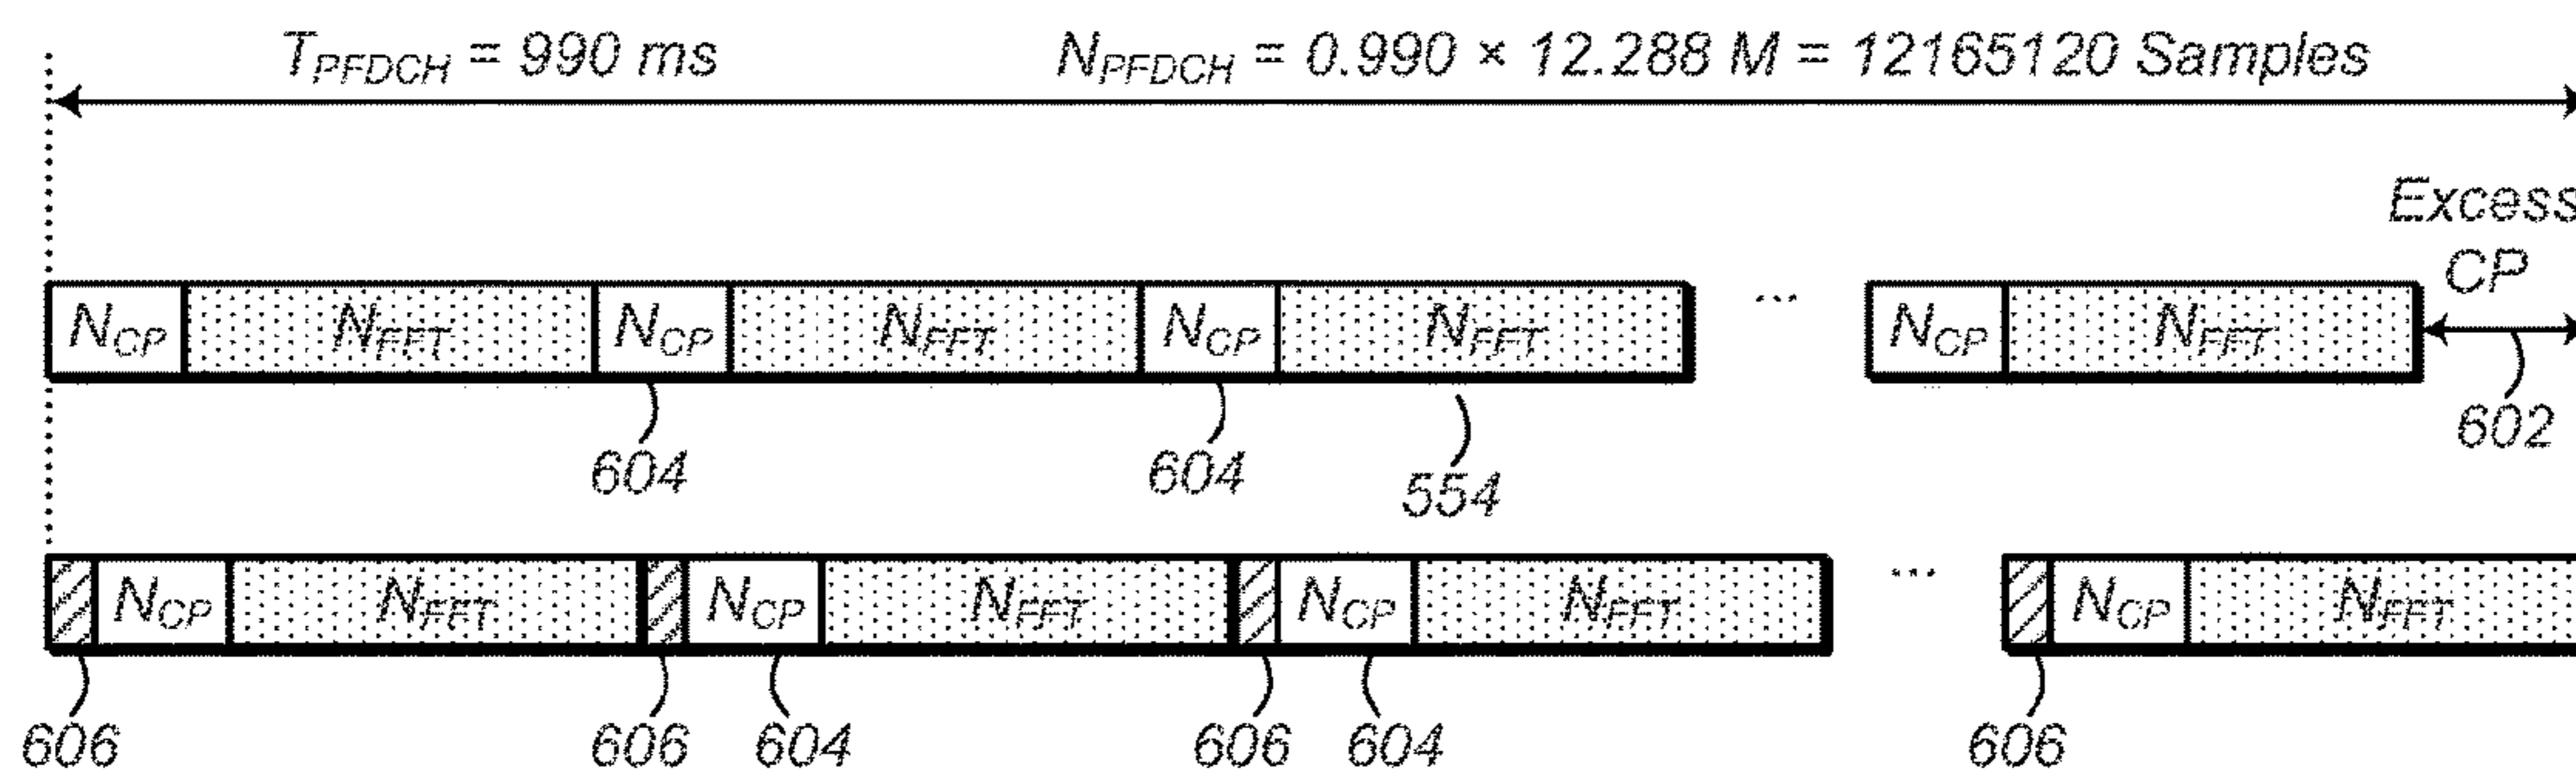 T_PFDCH = 990 ms N_PFDCH = 0.990 × 12.288 M = 12165120 Samples
Excess
CP
N_CP N_FFT N_CP N_FFT N_CP N_FFT ... N_CP N_FFT
604 604 554 602
N_CP N_FFT N_CP N_FFT N_CP N_FFT ... N_CP N_FFT
606 606 604 606 604 606